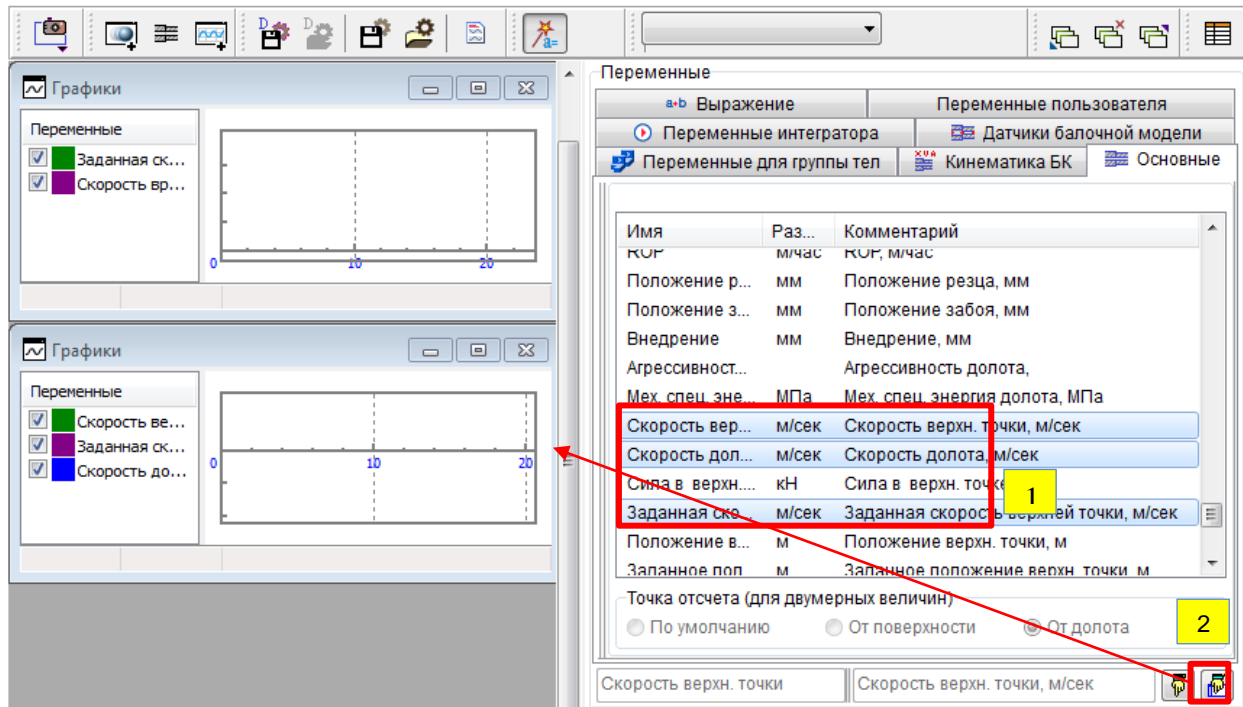 Графики
Переменные
Заданная ск...
Скорость вр...
0 10 20
Графики
Переменные
Скорость ве...
Заданная ск...
Скорость до...
0 10 20
Переменные
a+b Выражение
Переменные пользователя
Переменные интегратора
Датчики балочной модели
Переменные для группы тел
Кинематика БК
Основные
Имя Раз... Комментарий
ROP м/час ROP, м/час
Положение р... мм Положение резца, мм
Положение з... мм Положение забоя, мм
Внедрение мм Внедрение, мм
Агрессивност... Агрессивность долота,
Мех. спец. эне... МПа Мех. спец. энергия долота, МПа
Скорость вер... м/сек Скорость верхн. точки, м/сек
Скорость дол... м/сек Скорость долота, м/сек
Сила в верхн.... кН Сила в верхн. точке
1
Заданная ско... м/сек Заданная скорость верхней точки, м/сек
Положение в... м Положение верхн. точки, м
Заданное пол м Заданное положение верхн. точки м
Точка отсчета (для двумерных величин)
По умолчанию От поверхности От долота
2
Скорость верхн. точки
Скорость верхн. точки, м/сек